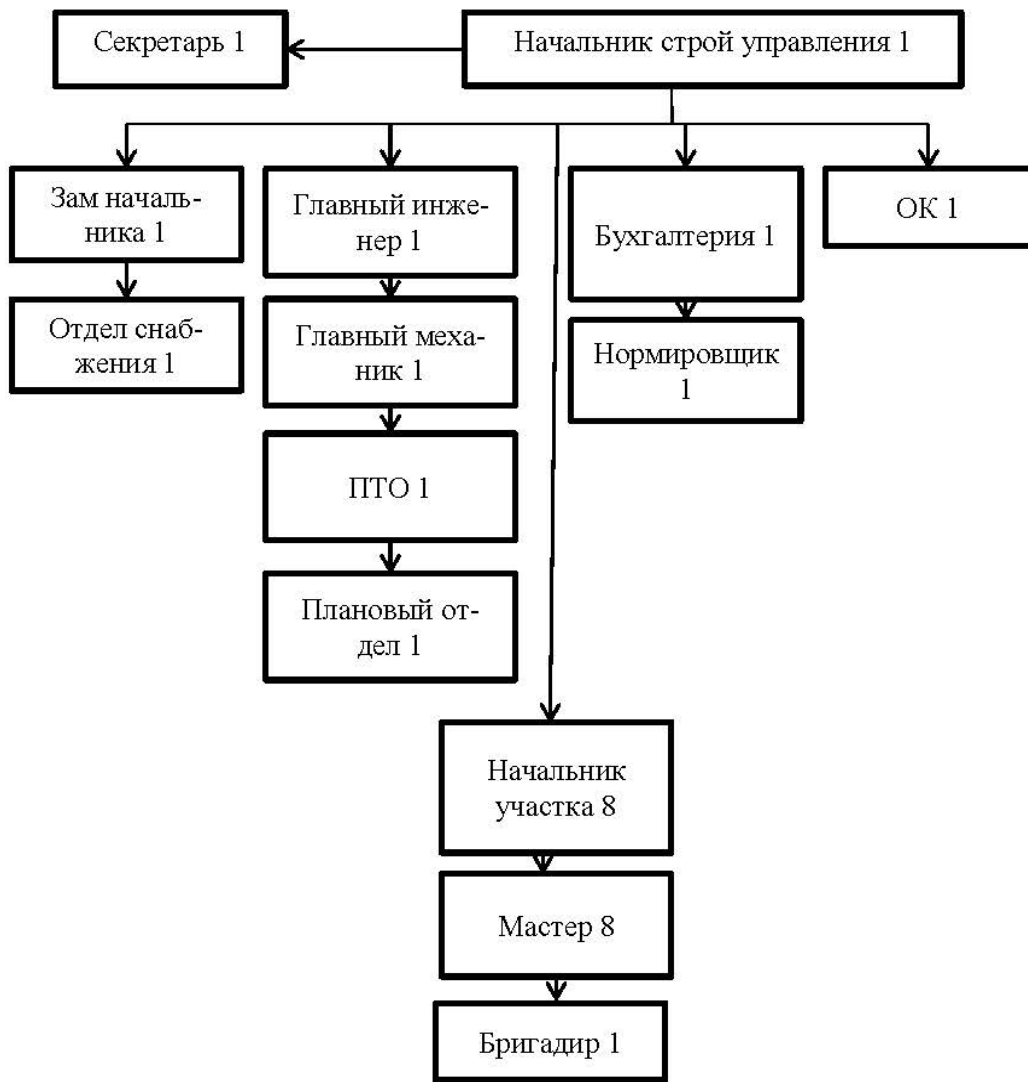 Секретарь 1
Начальник строй управления 1
Зам началь-
ника 1
Главный инже-
нер 1
Бухгалтерия 1
ОК 1
Отдел снаб-
жения 1
Главный меха-
ник 1
Нормировщик
1
ПТО 1
Плановый от-
дел 1
Начальник
участка 8
Мастер 8
Бригадир 1